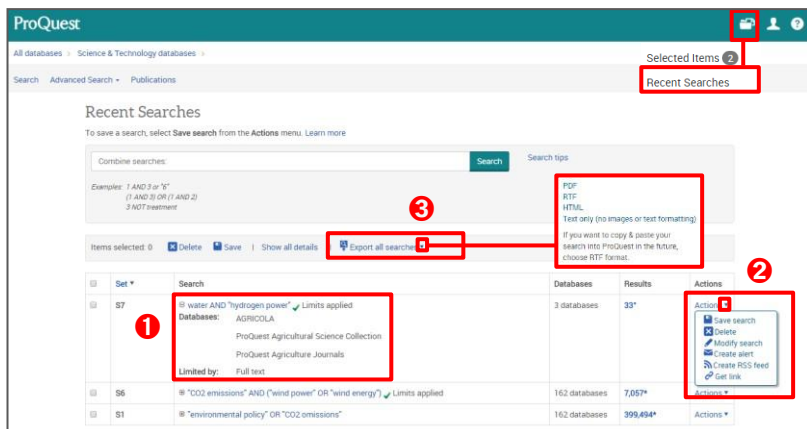 ProQuest
All databases > Science & Technology databases >
Selected Items 2
Search Advanced Search Publications
Recent Searches
Recent Searches
To save a search, select Save search from the Actions menu. Learn more
Combine searches:
Search
Search tips
Examples: 1 AND 3 or "6"
(1 AND 3) OR (1 AND 2)
3 NOT treatment
PDF
RTF
HTML
Text only (no images or text formatting)
If you want to copy & paste your
search into ProQuest in the future,
choose RTF format.
3
Items selected: 0 Delete Save | Show all details | Export all searches
2
Set Search Databases Results Actions
S7 water AND "hydrogen power" Limits applied 3 databases 33* Actions
1
Databases: AGRICOLA
ProQuest Agricultural Science Collection
ProQuest Agriculture Journals
Limited by: Full text
Save search
Delete
Modify search
Create alert
Create RSS feed
Get link
S6 "CO2 emissions" AND ("wind power" OR "wind energy") Limits applied 162 databases 7,057* Actions
S1 "environmental policy" OR "CO2 omissions" 162 databases 399,494* Actions